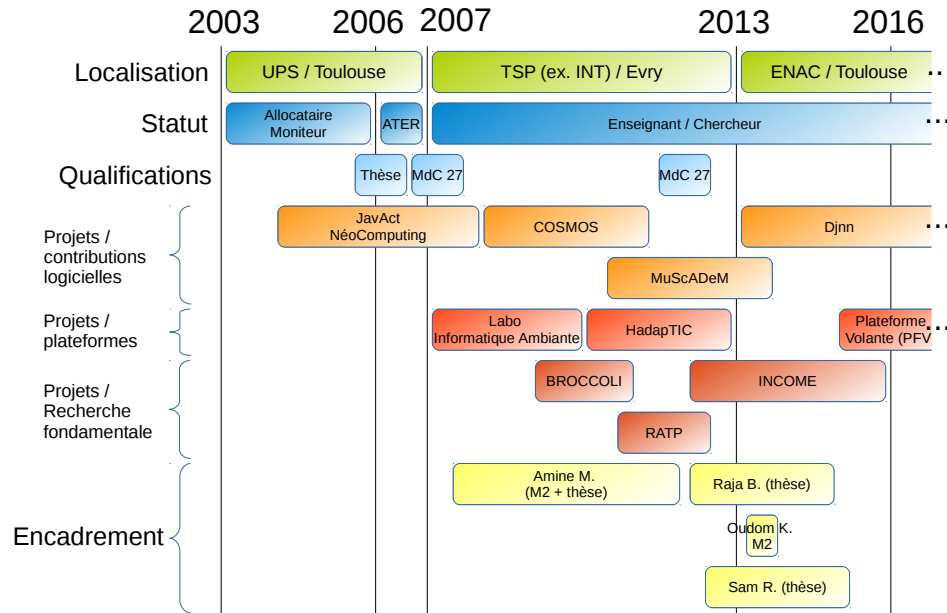 2003 2006 2007 2013 2016
Localisation UPS / Toulouse TSP (ex. INT) / Evry ENAC / Toulouse ...
Statut Allocataire
Moniteur ATER Enseignant / Chercheur ...
Qualifications Thèse MdC 27 MdC 27
Projets /
contributions
logicielles
JavAct
NéoComputing COSMOS Djnn ...
MuScADeM
Projets /
plateformes
Labo
Informatique Ambiante HadapTIC Plateforme
Volante (PFV ...
Projets /
Recherche
fondamentale
BROCCOLI INCOME
RATP
Encadrement
Amine M.
(M2 + thèse) Raja B. (thèse)
Oudom K.
M2
Sam R. (thèse)